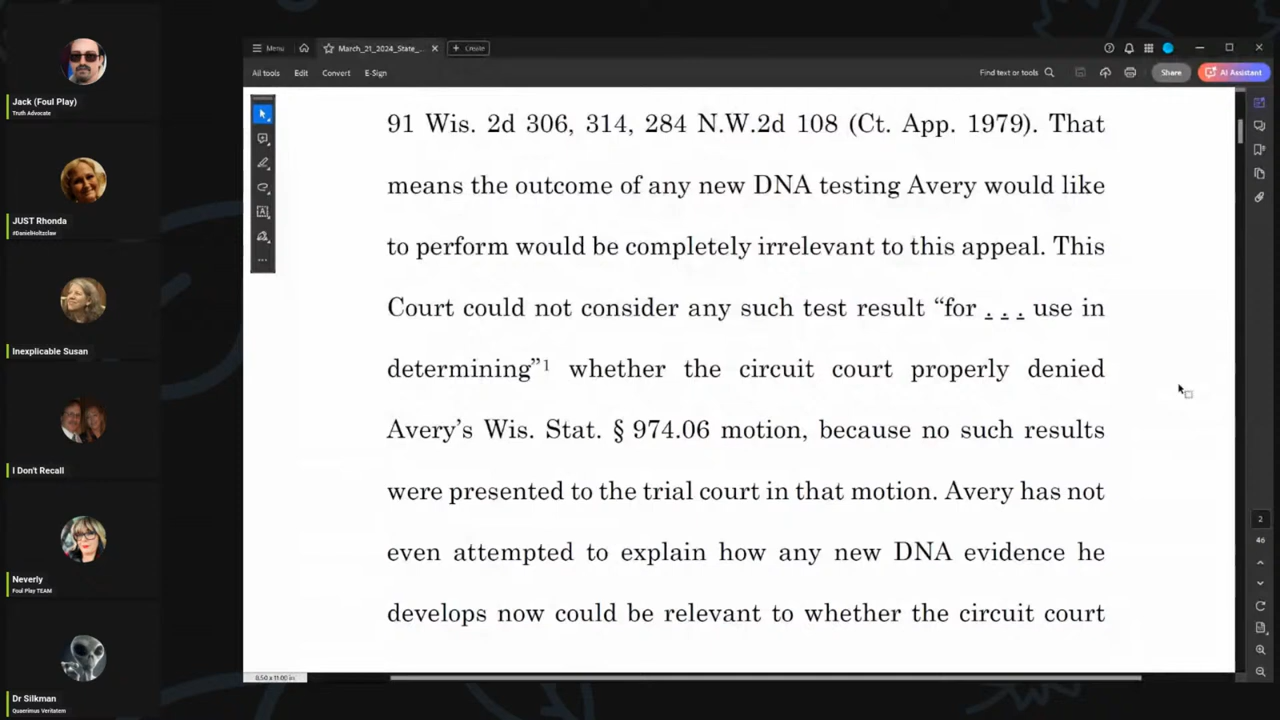 Jack (Foul Play)
Truth Advocate
JUST Rhonda
#DanielHoltzclaw
Inexplicable Susan
I Don't Recall
Neverly
Foul Play TEAM
Dr Silkman
Quaerimus Veritatem
Menu
March_21_2024_State_...
Create
All tools
Edit
Convert
E-Sign
Find text or tools
Share
AI Assistant
91 Wis. 2d 306, 314, 284 N.W.2d 108 (Ct. App. 1979). That
means the outcome of any new DNA testing Avery would like
to perform would be completely irrelevant to this appeal. This
Court could not consider any such test result “for . . . use in
determining”1 whether the circuit court properly denied
Avery’s Wis. Stat. § 974.06 motion, because no such results
were presented to the trial court in that motion. Avery has not
even attempted to explain how any new DNA evidence he
develops now could be relevant to whether the circuit court
8.50 x 11.00 in
2
46